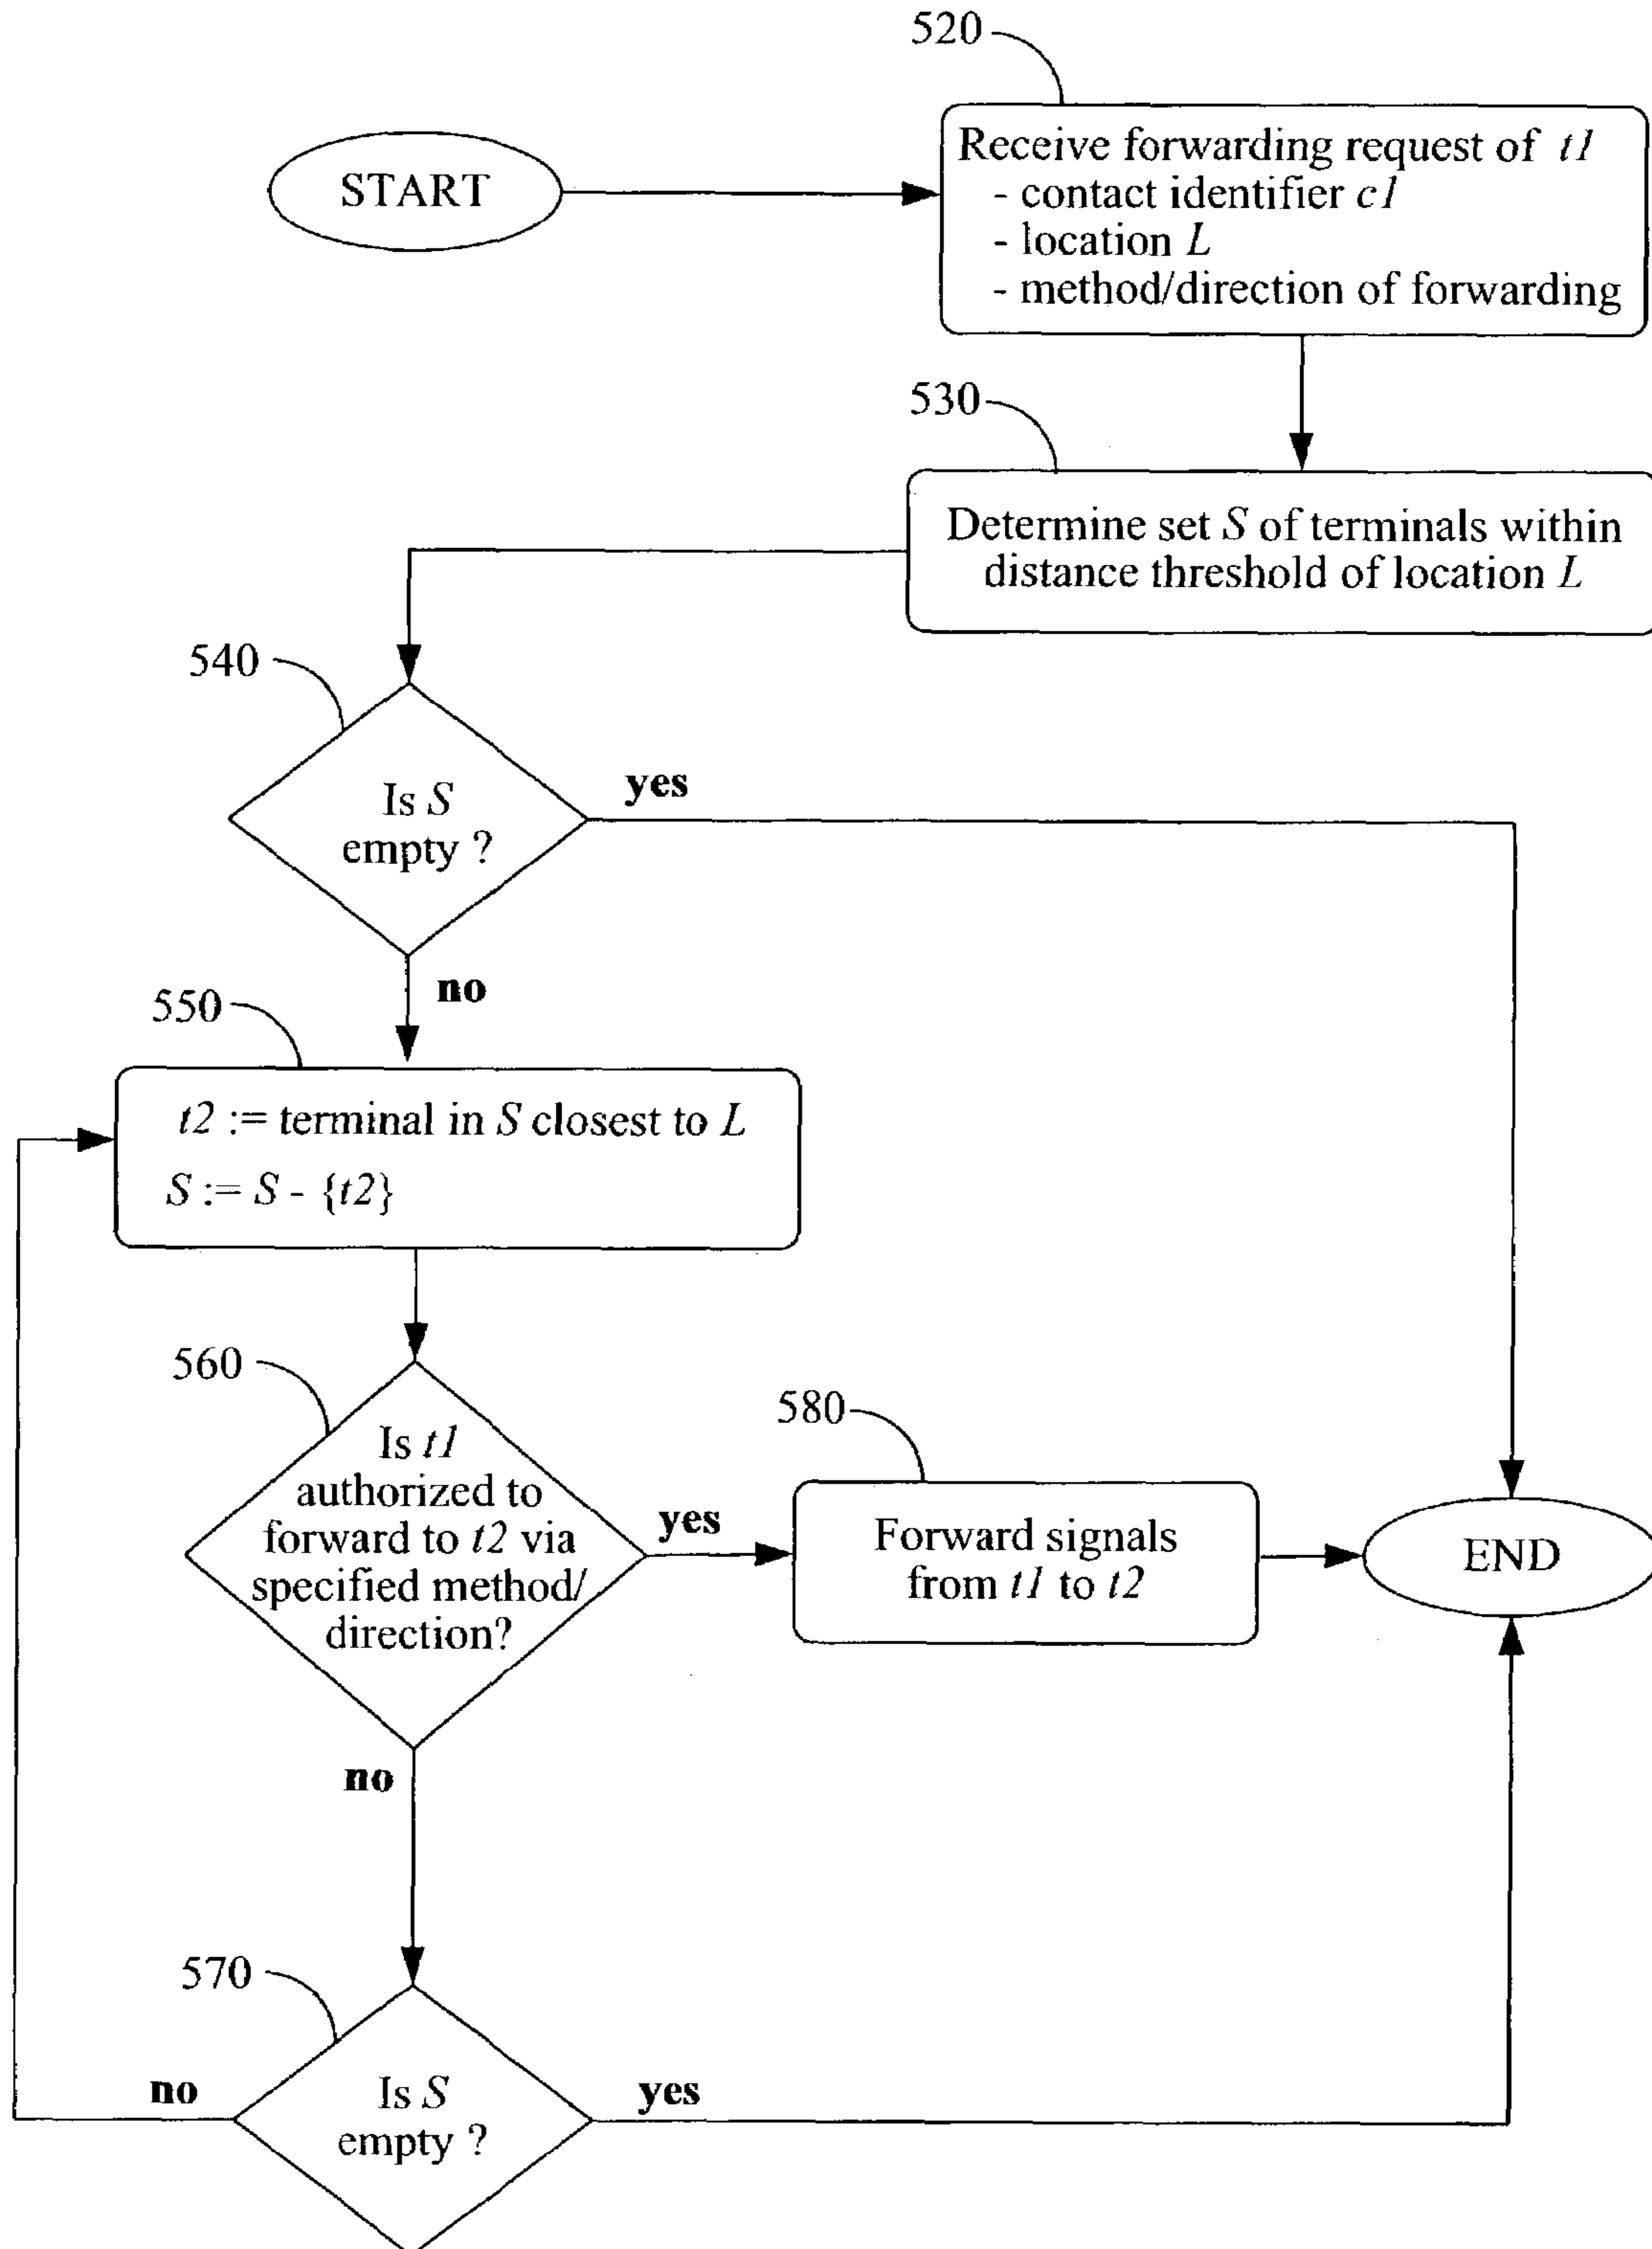 520
START
Receive forwarding request of t1
- contact identifier c1
- location L
- method/direction of forwarding
530
Determine set S of terminals within
distance threshold of location L
540
Is S
empty ?
yes
no
550
t2 := terminal in S closest to L
S := S - {t2}
560
Is t1
authorized to
forward to t2 via
specified method/
direction?
yes
580
Forward signals
from t1 to t2
END
no
570
Is S
empty ?
no
yes